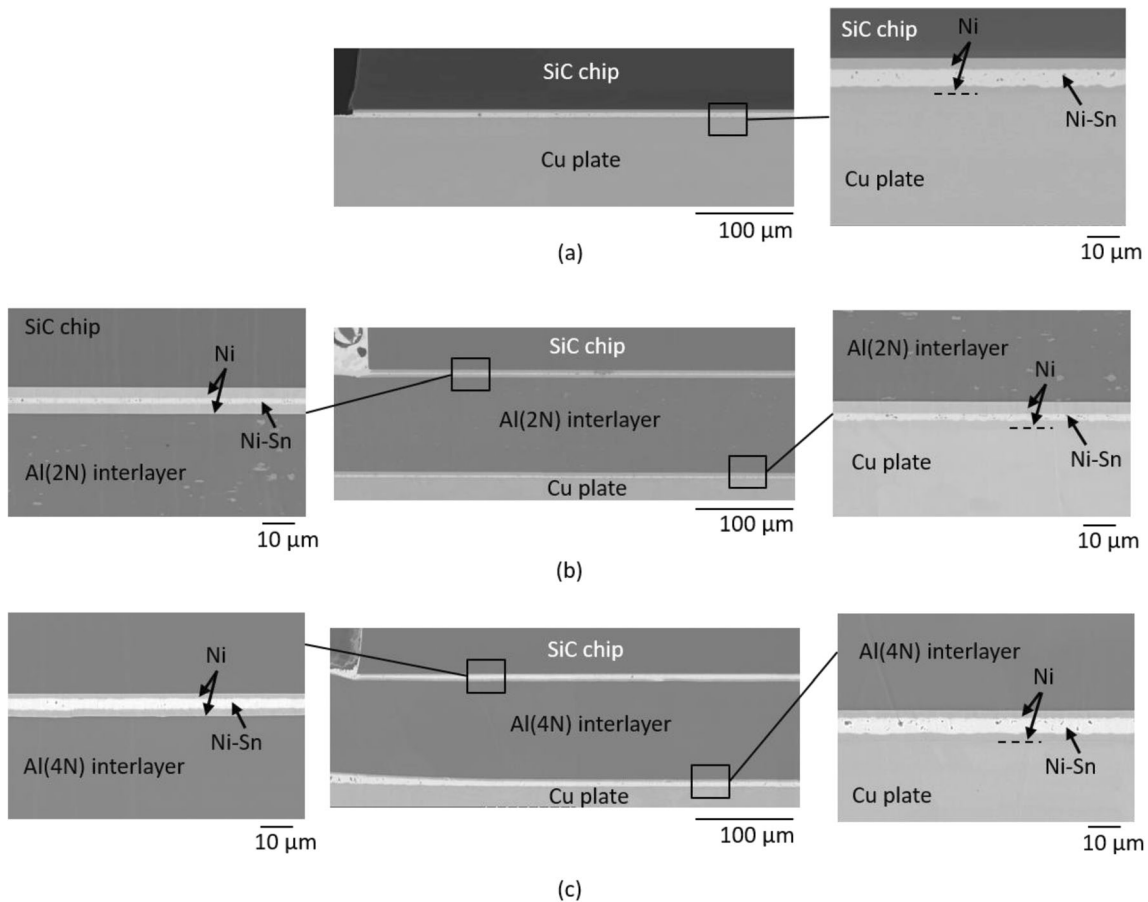 SiC chip
Cu plate
100 μm
SiC chip
Ni
Ni-Sn
Cu plate
10 μm
(a)
SiC chip
Ni
Ni-Sn
Al(2N) interlayer
10 μm
SiC chip
Al(2N) interlayer
Cu plate
100 μm
Al(2N) interlayer
Ni
Ni-Sn
Cu plate
10 μm
(b)
Ni
Ni-Sn
Al(4N) interlayer
10 μm
SiC chip
Al(4N) interlayer
Cu plate
100 μm
Al(4N) interlayer
Ni
Ni-Sn
Cu plate
10 μm
(c)